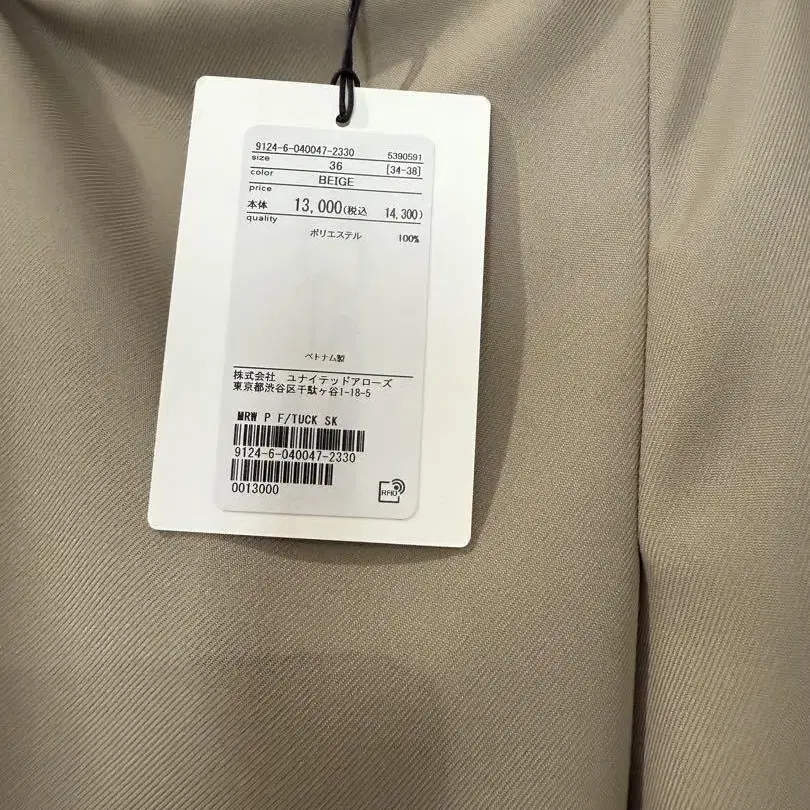 9124-6-040047-2330 5390591
size 36 [34-38]
color BEIGE
price
本体 13,000(税込 14,300)
quality
ポリエステル 100%
ベトナム製
株式会社 ユナイテッドアローズ
東京都渋谷区千駄ヶ谷1-18-5
MRW P F/TUCK SK
9124-6-040047-2330
0013000
RFID